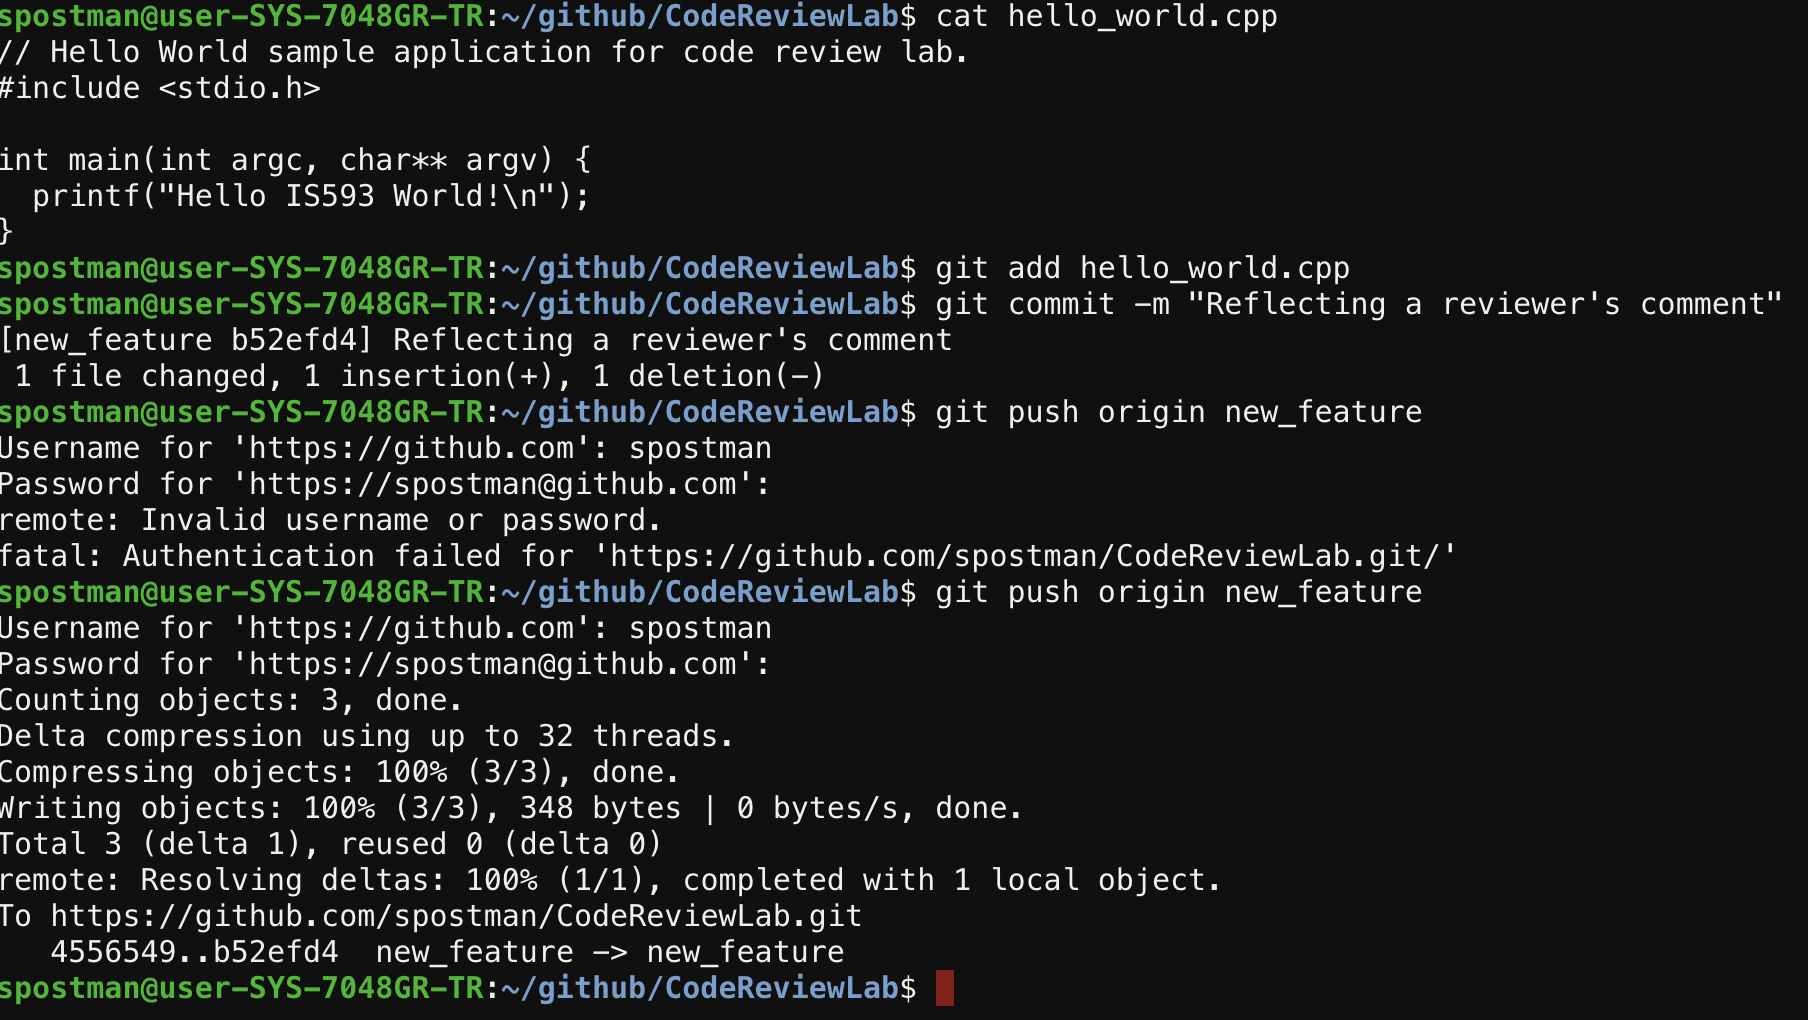 spostman@user-SYS-7048GR-TR:~/github/CodeReviewLab$ cat hello_world.cpp
// Hello World sample application for code review lab.
#include <stdio.h>

int main(int argc, char** argv) {
  printf("Hello IS593 World!\n");
}
spostman@user-SYS-7048GR-TR:~/github/CodeReviewLab$ git add hello_world.cpp
spostman@user-SYS-7048GR-TR:~/github/CodeReviewLab$ git commit -m "Reflecting a reviewer's comment"
[new_feature b52efd4] Reflecting a reviewer's comment
 1 file changed, 1 insertion(+), 1 deletion(-)
spostman@user-SYS-7048GR-TR:~/github/CodeReviewLab$ git push origin new_feature
Username for 'https://github.com': spostman
Password for 'https://spostman@github.com':
remote: Invalid username or password.
fatal: Authentication failed for 'https://github.com/spostman/CodeReviewLab.git/'
spostman@user-SYS-7048GR-TR:~/github/CodeReviewLab$ git push origin new_feature
Username for 'https://github.com': spostman
Password for 'https://spostman@github.com':
Counting objects: 3, done.
Delta compression using up to 32 threads.
Compressing objects: 100% (3/3), done.
Writing objects: 100% (3/3), 348 bytes | 0 bytes/s, done.
Total 3 (delta 1), reused 0 (delta 0)
remote: Resolving deltas: 100% (1/1), completed with 1 local object.
To https://github.com/spostman/CodeReviewLab.git
   4556549..b52efd4  new_feature -> new_feature
spostman@user-SYS-7048GR-TR:~/github/CodeReviewLab$